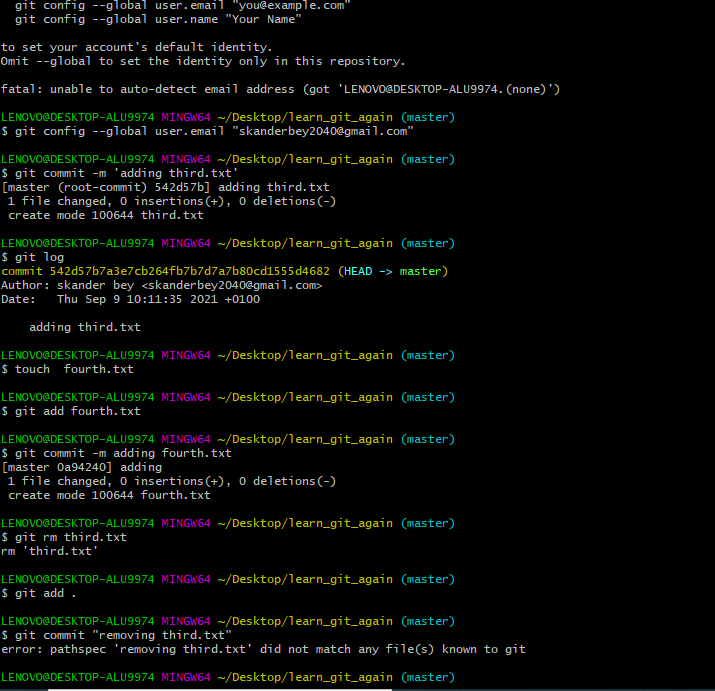 git config --global user.email "you@example.com"
git config --global user.name "Your Name"
to set your account's default identity.
Omit --global to set the identity only in this repository.
fatal: unable to auto-detect email address (got 'LENOVO@DESKTOP-ALU9974.(none)')
LENOVO@DESKTOP-ALU9974 MINGW64 ~/Desktop/learn_git_again (master)
$ git config --global user.email "skanderbey2040@gmail.com"
LENOVO@DESKTOP-ALU9974 MINGW64 ~/Desktop/learn_git_again (master)
$ git commit -m 'adding third.txt'
[master (root-commit) 542d57b] adding third.txt
1 file changed, 0 insertions(+), 0 deletions(-)
create mode 100644 third.txt
LENOVO@DESKTOP-ALU9974 MINGW64 ~/Desktop/learn_git_again (master)
$ git log
commit 542d57b7a3e7cb264fb7b7d7a7b80cd1555d4682 (HEAD -> master)
Author: skander bey <skanderbey2040@gmail.com>
Date:   Thu Sep 9 10:11:35 2021 +0100
adding third.txt
LENOVO@DESKTOP-ALU9974 MINGW64 ~/Desktop/learn_git_again (master)
$ touch  fourth.txt
LENOVO@DESKTOP-ALU9974 MINGW64 ~/Desktop/learn_git_again (master)
$ git add fourth.txt
LENOVO@DESKTOP-ALU9974 MINGW64 ~/Desktop/learn_git_again (master)
$ git commit -m adding fourth.txt
[master 0a94240] adding
1 file changed, 0 insertions(+), 0 deletions(-)
create mode 100644 fourth.txt
LENOVO@DESKTOP-ALU9974 MINGW64 ~/Desktop/learn_git_again (master)
$ git rm third.txt
rm 'third.txt'
LENOVO@DESKTOP-ALU9974 MINGW64 ~/Desktop/learn_git_again (master)
$ git add .
LENOVO@DESKTOP-ALU9974 MINGW64 ~/Desktop/learn_git_again (master)
$ git commit "removing third.txt"
error: pathspec 'removing third.txt' did not match any file(s) known to git
LENOVO@DESKTOP-ALU9974 MINGW64 ~/Desktop/learn_git_again (master)